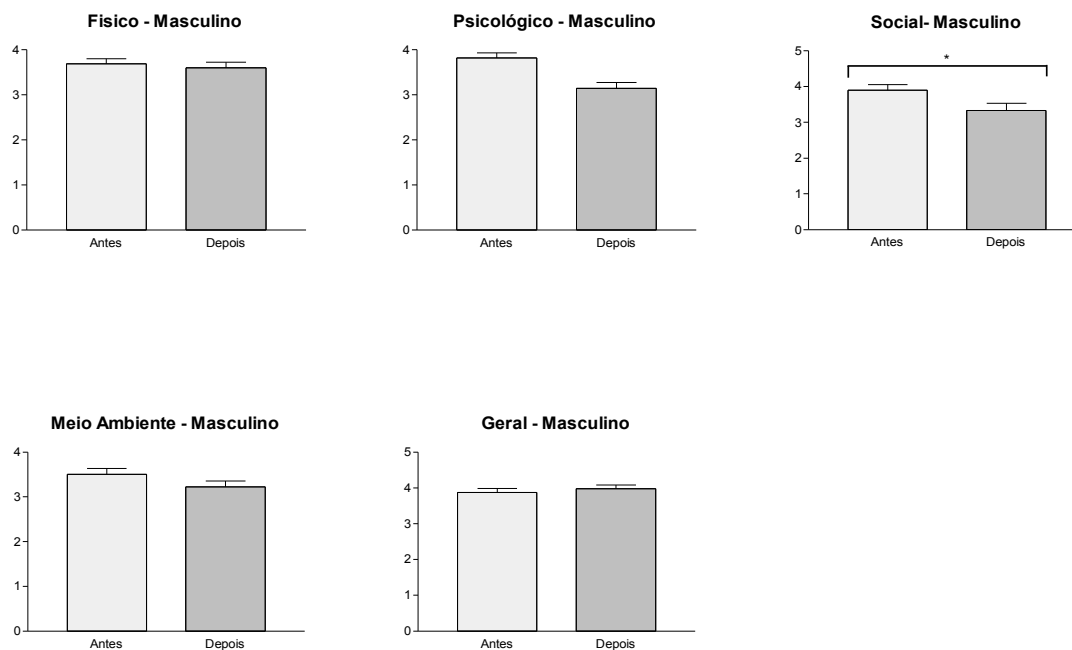 Fisico - Masculino
4
3
2
1
0
Antes Depois
Psicológico - Masculino
4
3
2
1
0
Antes Depois
Social- Masculino
5
4
3
2
1
0
*
Antes Depois
Meio Ambiente - Masculino
4
3
2
1
0
Antes Depois
Geral - Masculino
5
4
3
2
1
0
Antes Depois